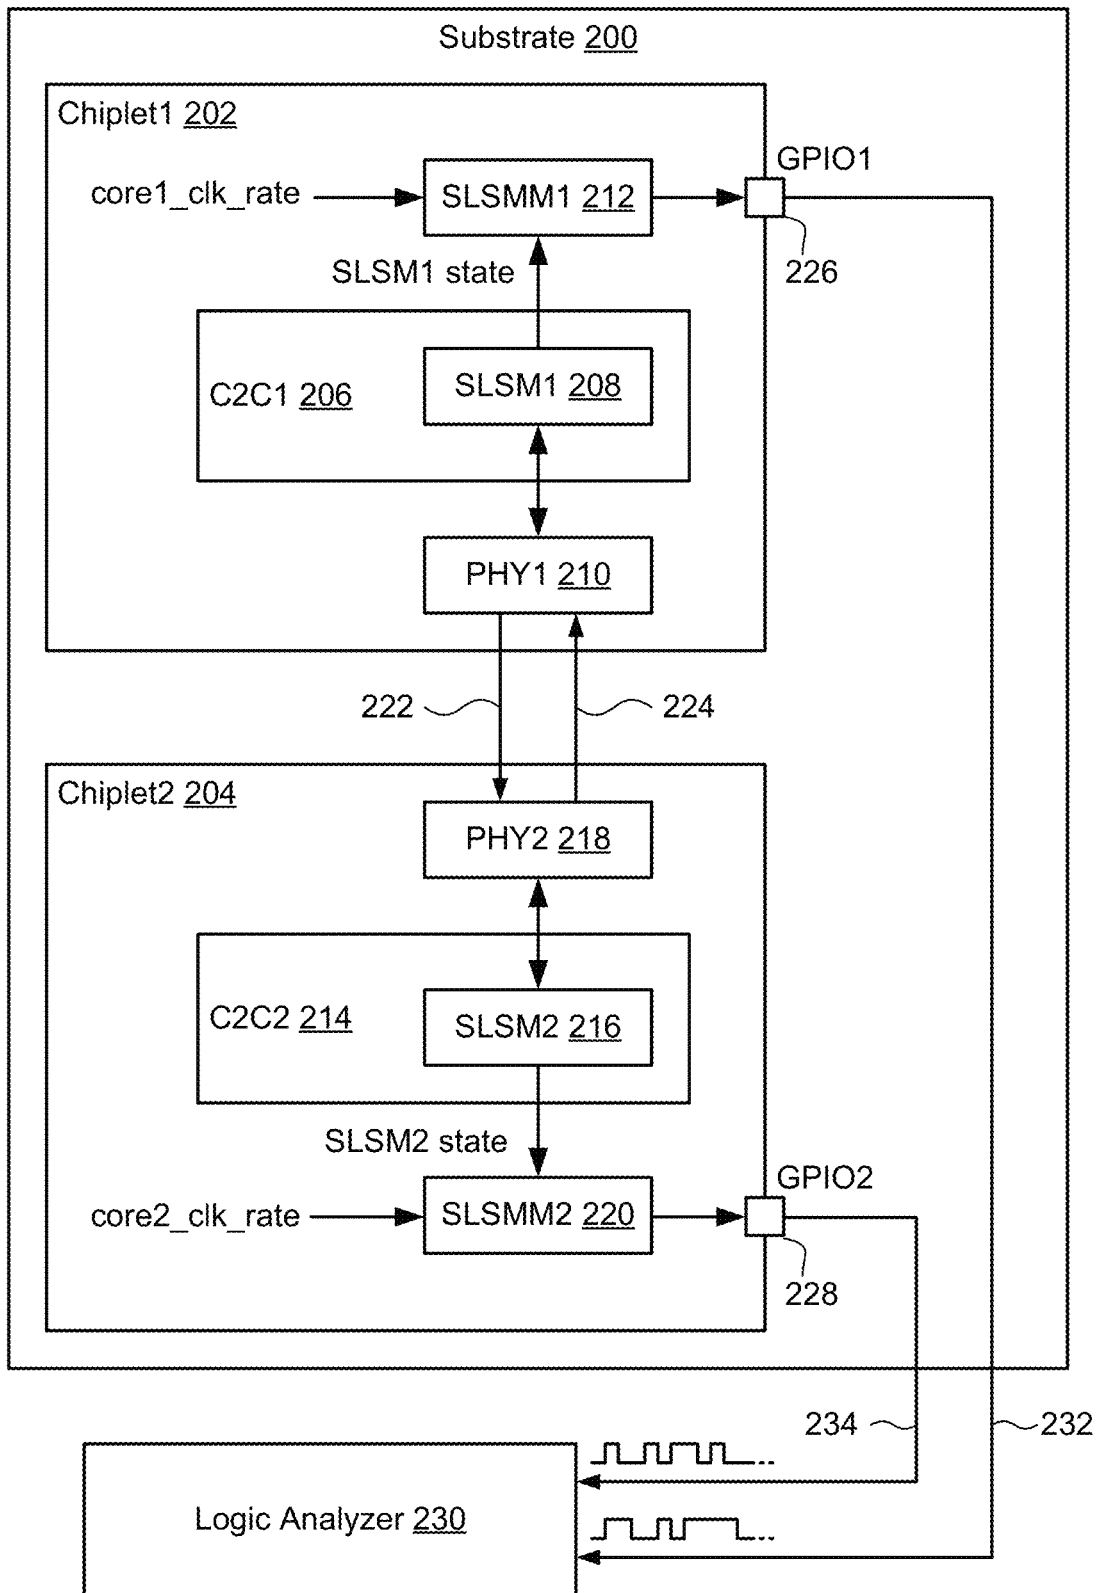 Substrate 200
Chiplet1 202
GPIO1
core1_clk_rate
SLSMM1 212
226
SLSM1 state
C2C1 206
SLSM1 208
PHY1 210
222
224
Chiplet2 204
PHY2 218
C2C2 214
SLSM2 216
SLSM2 state
GPIO2
core2_clk_rate
SLSMM2 220
228
234
232
Logic Analyzer 230